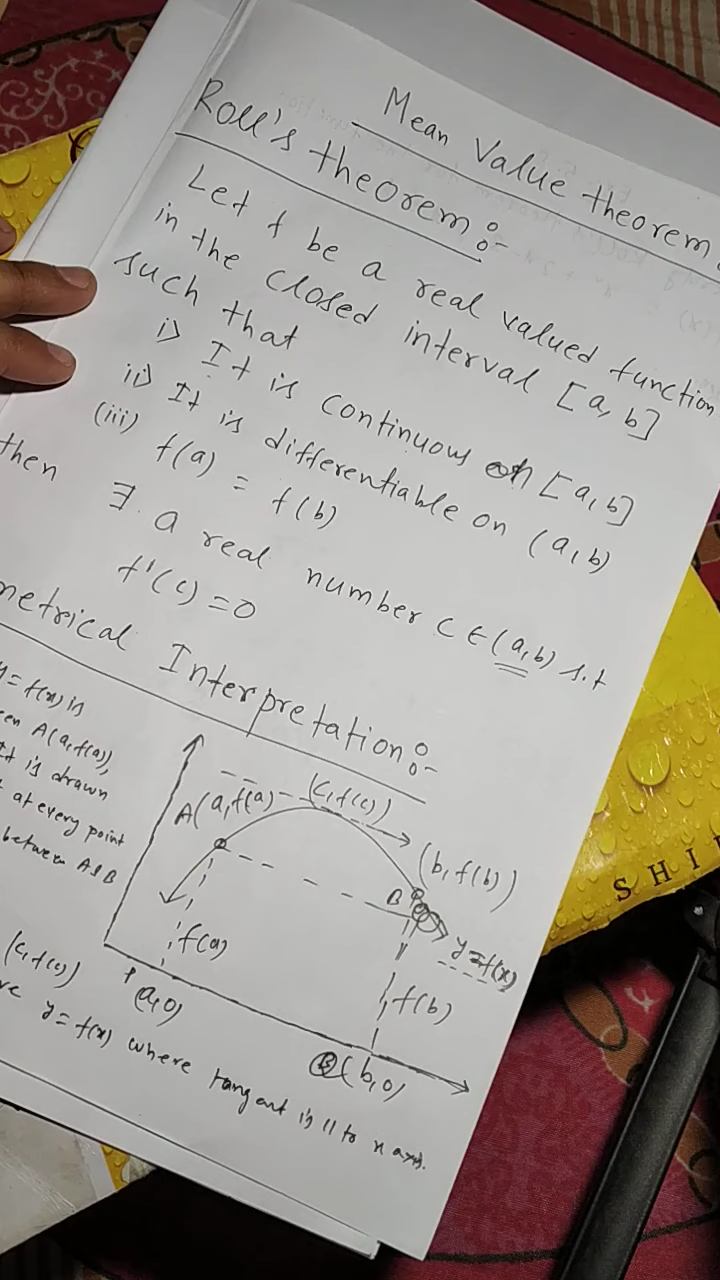 Mean Value theorem
Roll's theorem:-
Let f be a real valued function
in the closed interval [a, b]
such that
i) It is continuous on [a, b]
ii) It is differentiable on (a, b)
(iii) f(a) = f(b)
then ∃ a real number c ∈ (a, b) s.t
f'(c) = 0
metrical Interpretation:-
y = f(x) is
een A(a, f(a)),
It is drawn
at every point
between A & B
(c, f(c))
y = f(x) where tangent is || to x axis.
A(a, f(a)
(c, f(c))
(b, f(b))
B
y = f(x)
f(a)
f(b)
(a, 0)
(b, 0)
SHI